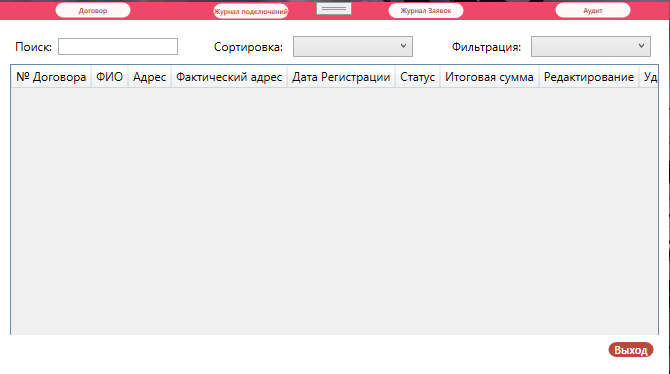 Договор Журнал подключений Журнал Заявок Аудит
Поиск: Сортировка: Фильтрация:
№ Договора ФИО Адрес Фактический адрес Дата Регистрации Статус Итоговая сумма Редактирование Уд
Выход